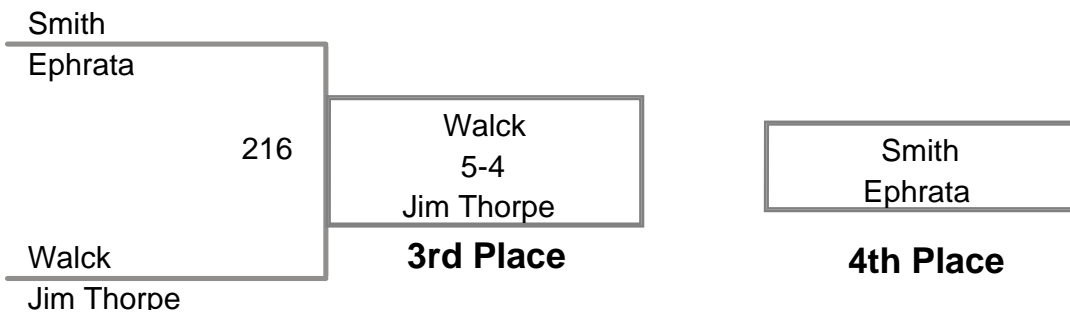 Smith
Ephrata
216
Walck
Jim Thorpe
Walck
5-4
Jim Thorpe
3rd Place
Smith
Ephrata
4th Place